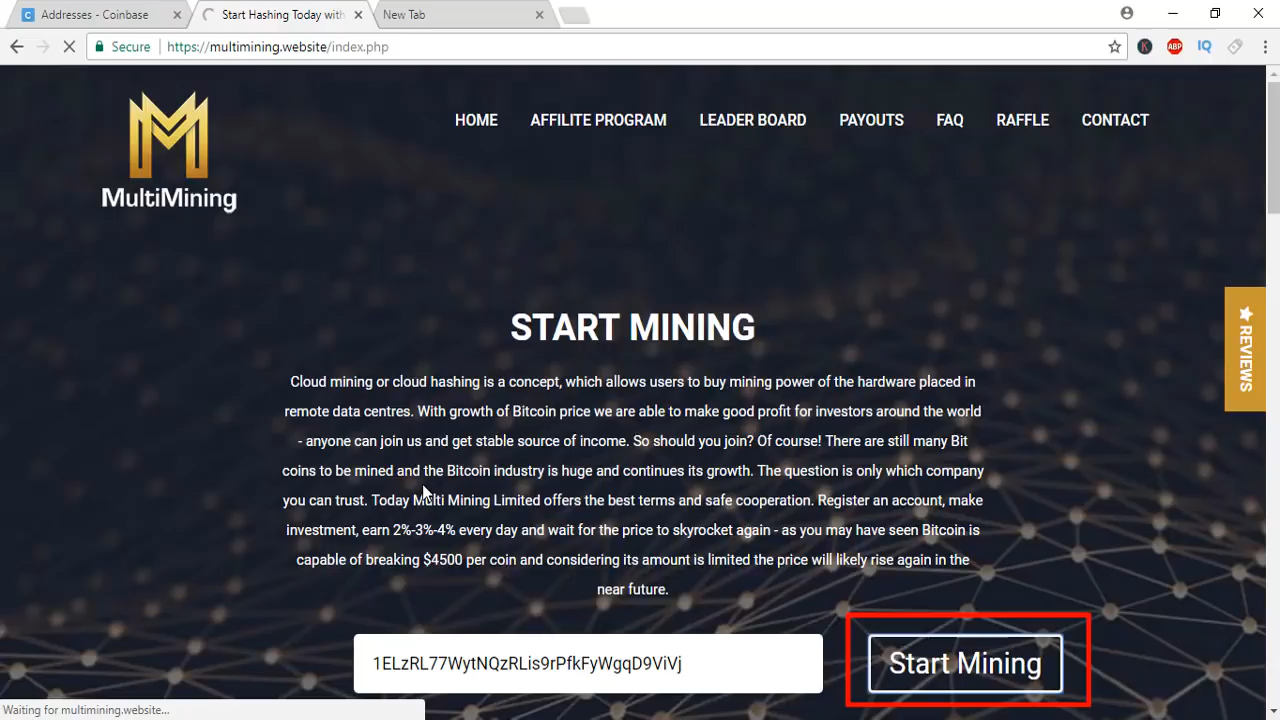 Addresses - Coinbase
Start Hashing Today with
New Tab
Secure
https://multimining.website/index.php
K
ABP
IQ
MultiMining
HOME
AFFILITE PROGRAM
LEADER BOARD
PAYOUTS
FAQ
RAFFLE
CONTACT
REVIEWS
START MINING
Cloud mining or cloud hashing is a concept, which allows users to buy mining power of the hardware placed in
remote data centres. With growth of Bitcoin price we are able to make good profit for investors around the world
- anyone can join us and get stable source of income. So should you join? Of course! There are still many Bit
coins to be mined and the Bitcoin industry is huge and continues its growth. The question is only which company
you can trust. Today Multi Mining Limited offers the best terms and safe cooperation. Register an account, make
investment, earn 2%-3%-4% every day and wait for the price to skyrocket again - as you may have seen Bitcoin is
capable of breaking $4500 per coin and considering its amount is limited the price will likely rise again in the
near future.
1ELzRL77WytNQzRLis9rPfkFyWgqD9ViVj
Start Mining
Waiting for multimining.website...